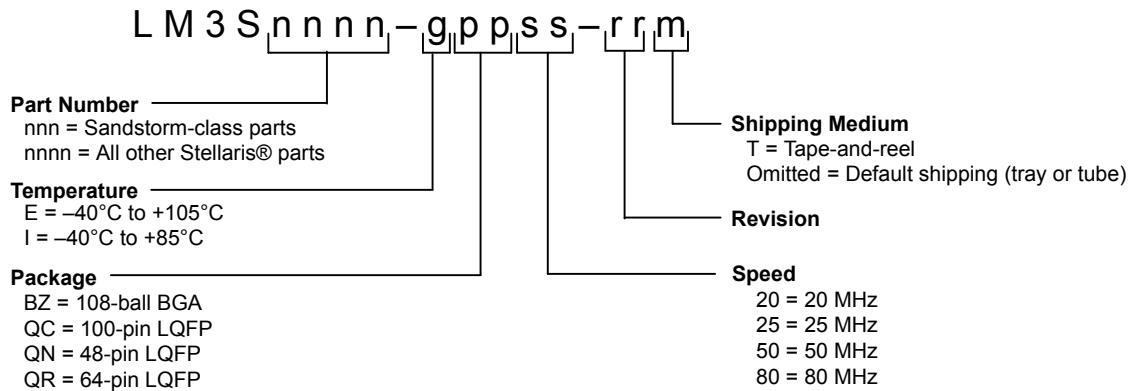 L M 3 S n n n n – g p p s s – r r m
Part Number
nnn = Sandstorm-class parts
nnnn = All other Stellaris® parts
Temperature
E = –40°C to +105°C
I = –40°C to +85°C
Package
BZ = 108-ball BGA
QC = 100-pin LQFP
QN = 48-pin LQFP
QR = 64-pin LQFP
Shipping Medium
T = Tape-and-reel
Omitted = Default shipping (tray or tube)
Revision
Speed
20 = 20 MHz
25 = 25 MHz
50 = 50 MHz
80 = 80 MHz